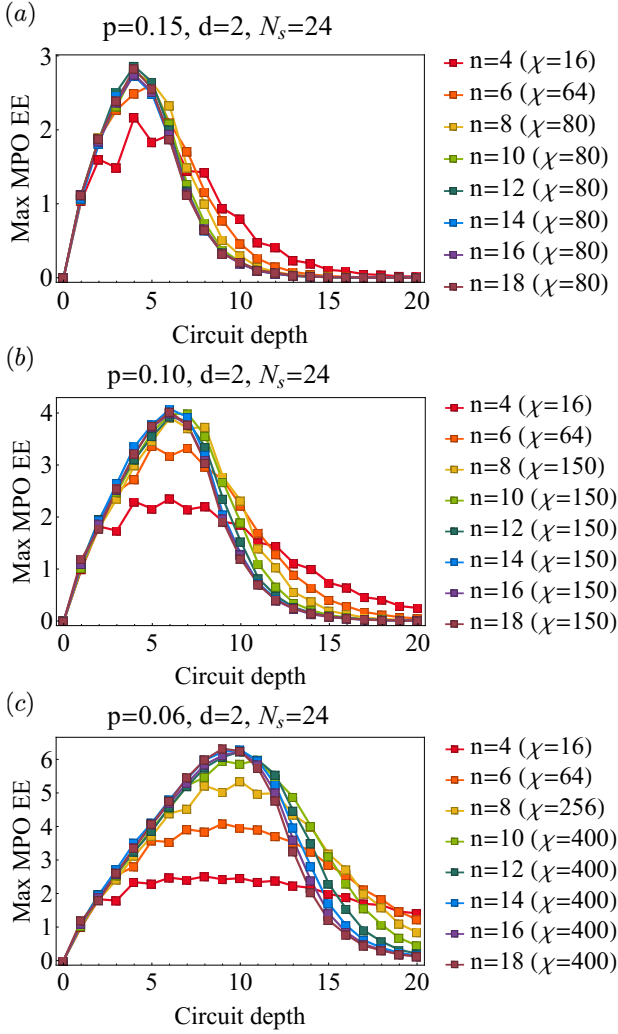 (a)
p=0.15, d=2, Nₛ=24
3
2
1
0
Max MPO EE
0 5 10 15 20
Circuit depth
n=4 (χ=16)
n=6 (χ=64)
n=8 (χ=80)
n=10 (χ=80)
n=12 (χ=80)
n=14 (χ=80)
n=16 (χ=80)
n=18 (χ=80)
(b)
p=0.10, d=2, Nₛ=24
4
3
2
1
0
Max MPO EE
0 5 10 15 20
Circuit depth
n=4 (χ=16)
n=6 (χ=64)
n=8 (χ=150)
n=10 (χ=150)
n=12 (χ=150)
n=14 (χ=150)
n=16 (χ=150)
n=18 (χ=150)
(c)
p=0.06, d=2, Nₛ=24
6
5
4
3
2
1
0
Max MPO EE
0 5 10 15 20
Circuit depth
n=4 (χ=16)
n=6 (χ=64)
n=8 (χ=256)
n=10 (χ=400)
n=12 (χ=400)
n=14 (χ=400)
n=16 (χ=400)
n=18 (χ=400)